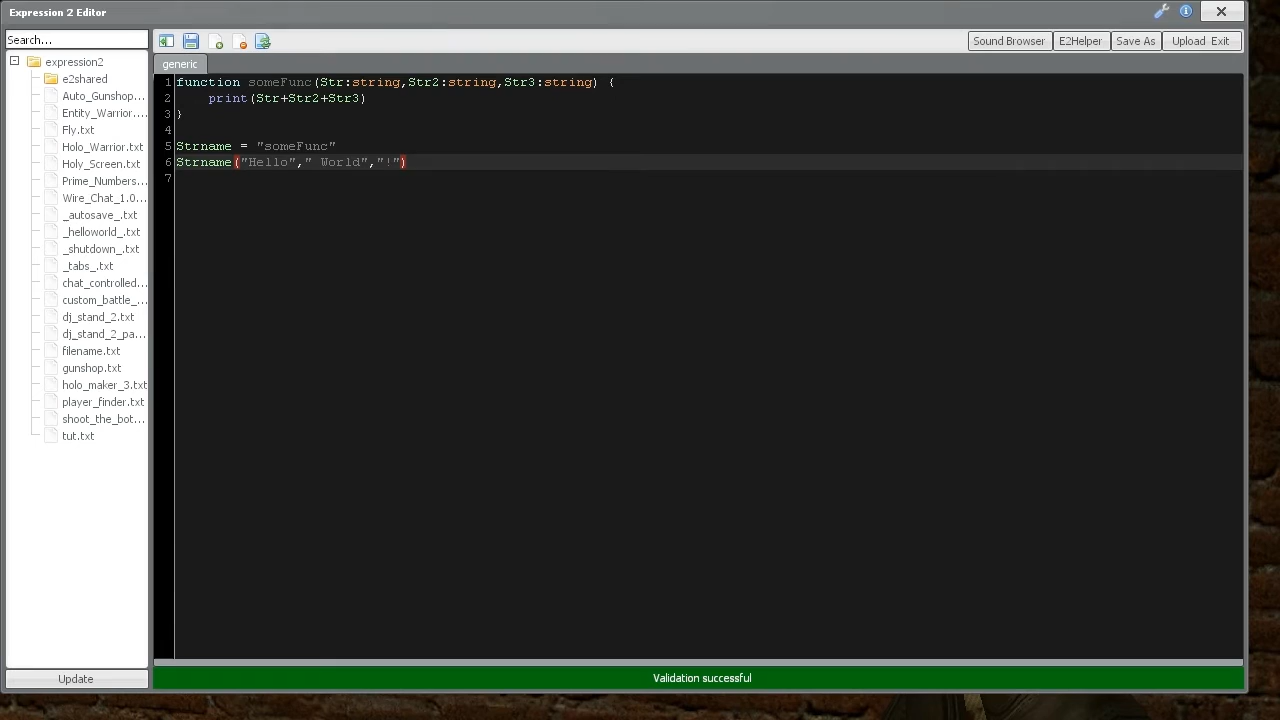 Expression 2 Editor
Search...
Sound Browser E2Helper Save As Upload Exit
expression2
e2shared
Auto_Gunshop...
Entity_Warrior....
Fly.txt
Holo_Warrior.txt
Holy_Screen.txt
Prime_Numbers...
Wire_Chat_1.0...
_autosave_.txt
_helloworld_.txt
_shutdown_.txt
_tabs_.txt
chat_controlled...
custom_battle_...
dj_stand_2.txt
dj_stand_2_pa...
filename.txt
gunshop.txt
holo_maker_3.txt
player_finder.txt
shoot_the_bot...
tut.txt
Update
generic
1 function someFunc(Str:string,Str2:string,Str3:string) {
2 print(Str+Str2+Str3)
3 }
4
5 Strname = "someFunc"
6 Strname("Hello"," World","!")
7
Validation successful